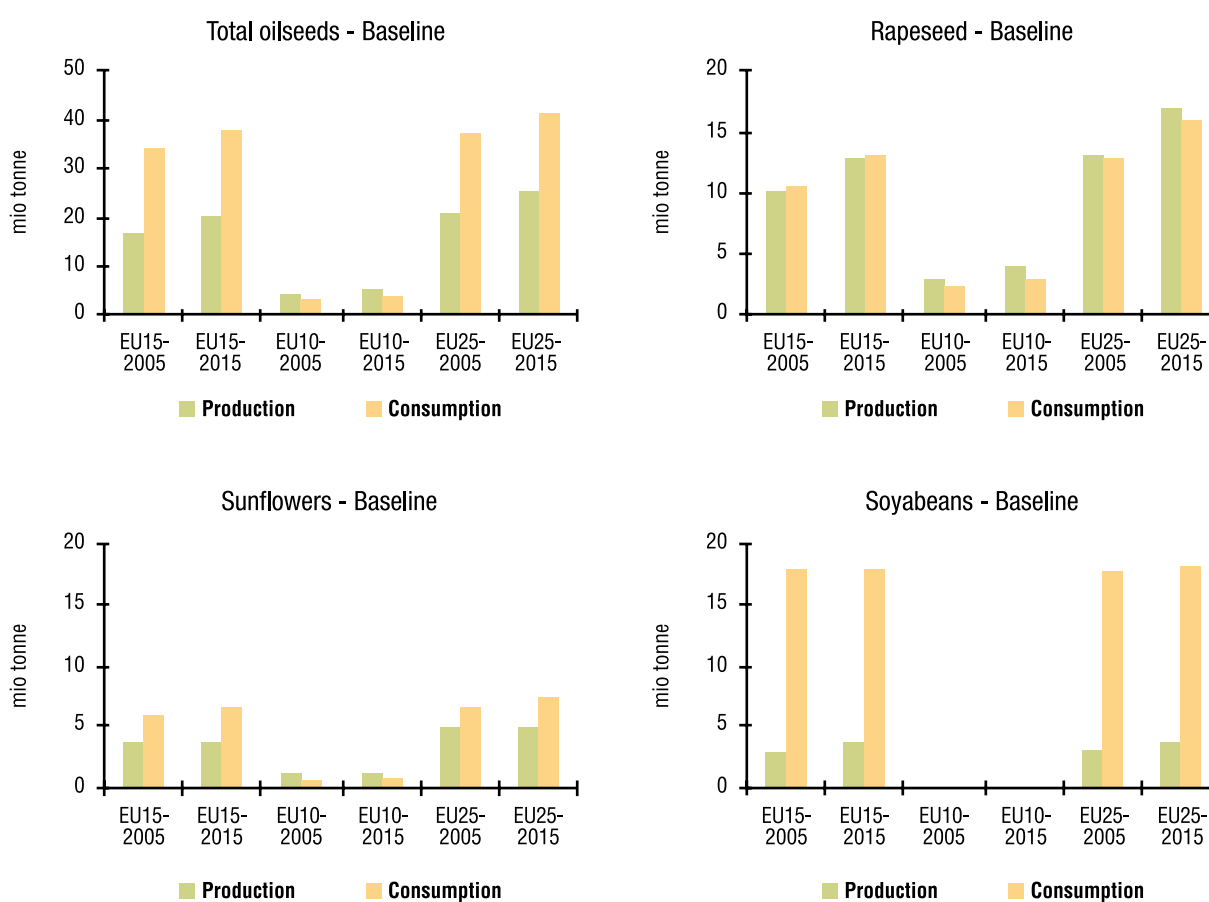 Total oilseeds - Baseline
50
40
30
20
10
0
mio tonne
EU15-
2005
EU15-
2015
EU10-
2005
EU10-
2015
EU25-
2005
EU25-
2015
Production
Consumption
Rapeseed - Baseline
20
15
10
5
0
mio tonne
EU15-
2005
EU15-
2015
EU10-
2005
EU10-
2015
EU25-
2005
EU25-
2015
Production
Consumption
Sunflowers - Baseline
20
15
10
5
0
mio tonne
EU15-
2005
EU15-
2015
EU10-
2005
EU10-
2015
EU25-
2005
EU25-
2015
Production
Consumption
Soyabeans - Baseline
20
15
10
5
0
mio tonne
EU15-
2005
EU15-
2015
EU10-
2005
EU10-
2015
EU25-
2005
EU25-
2015
Production
Consumption